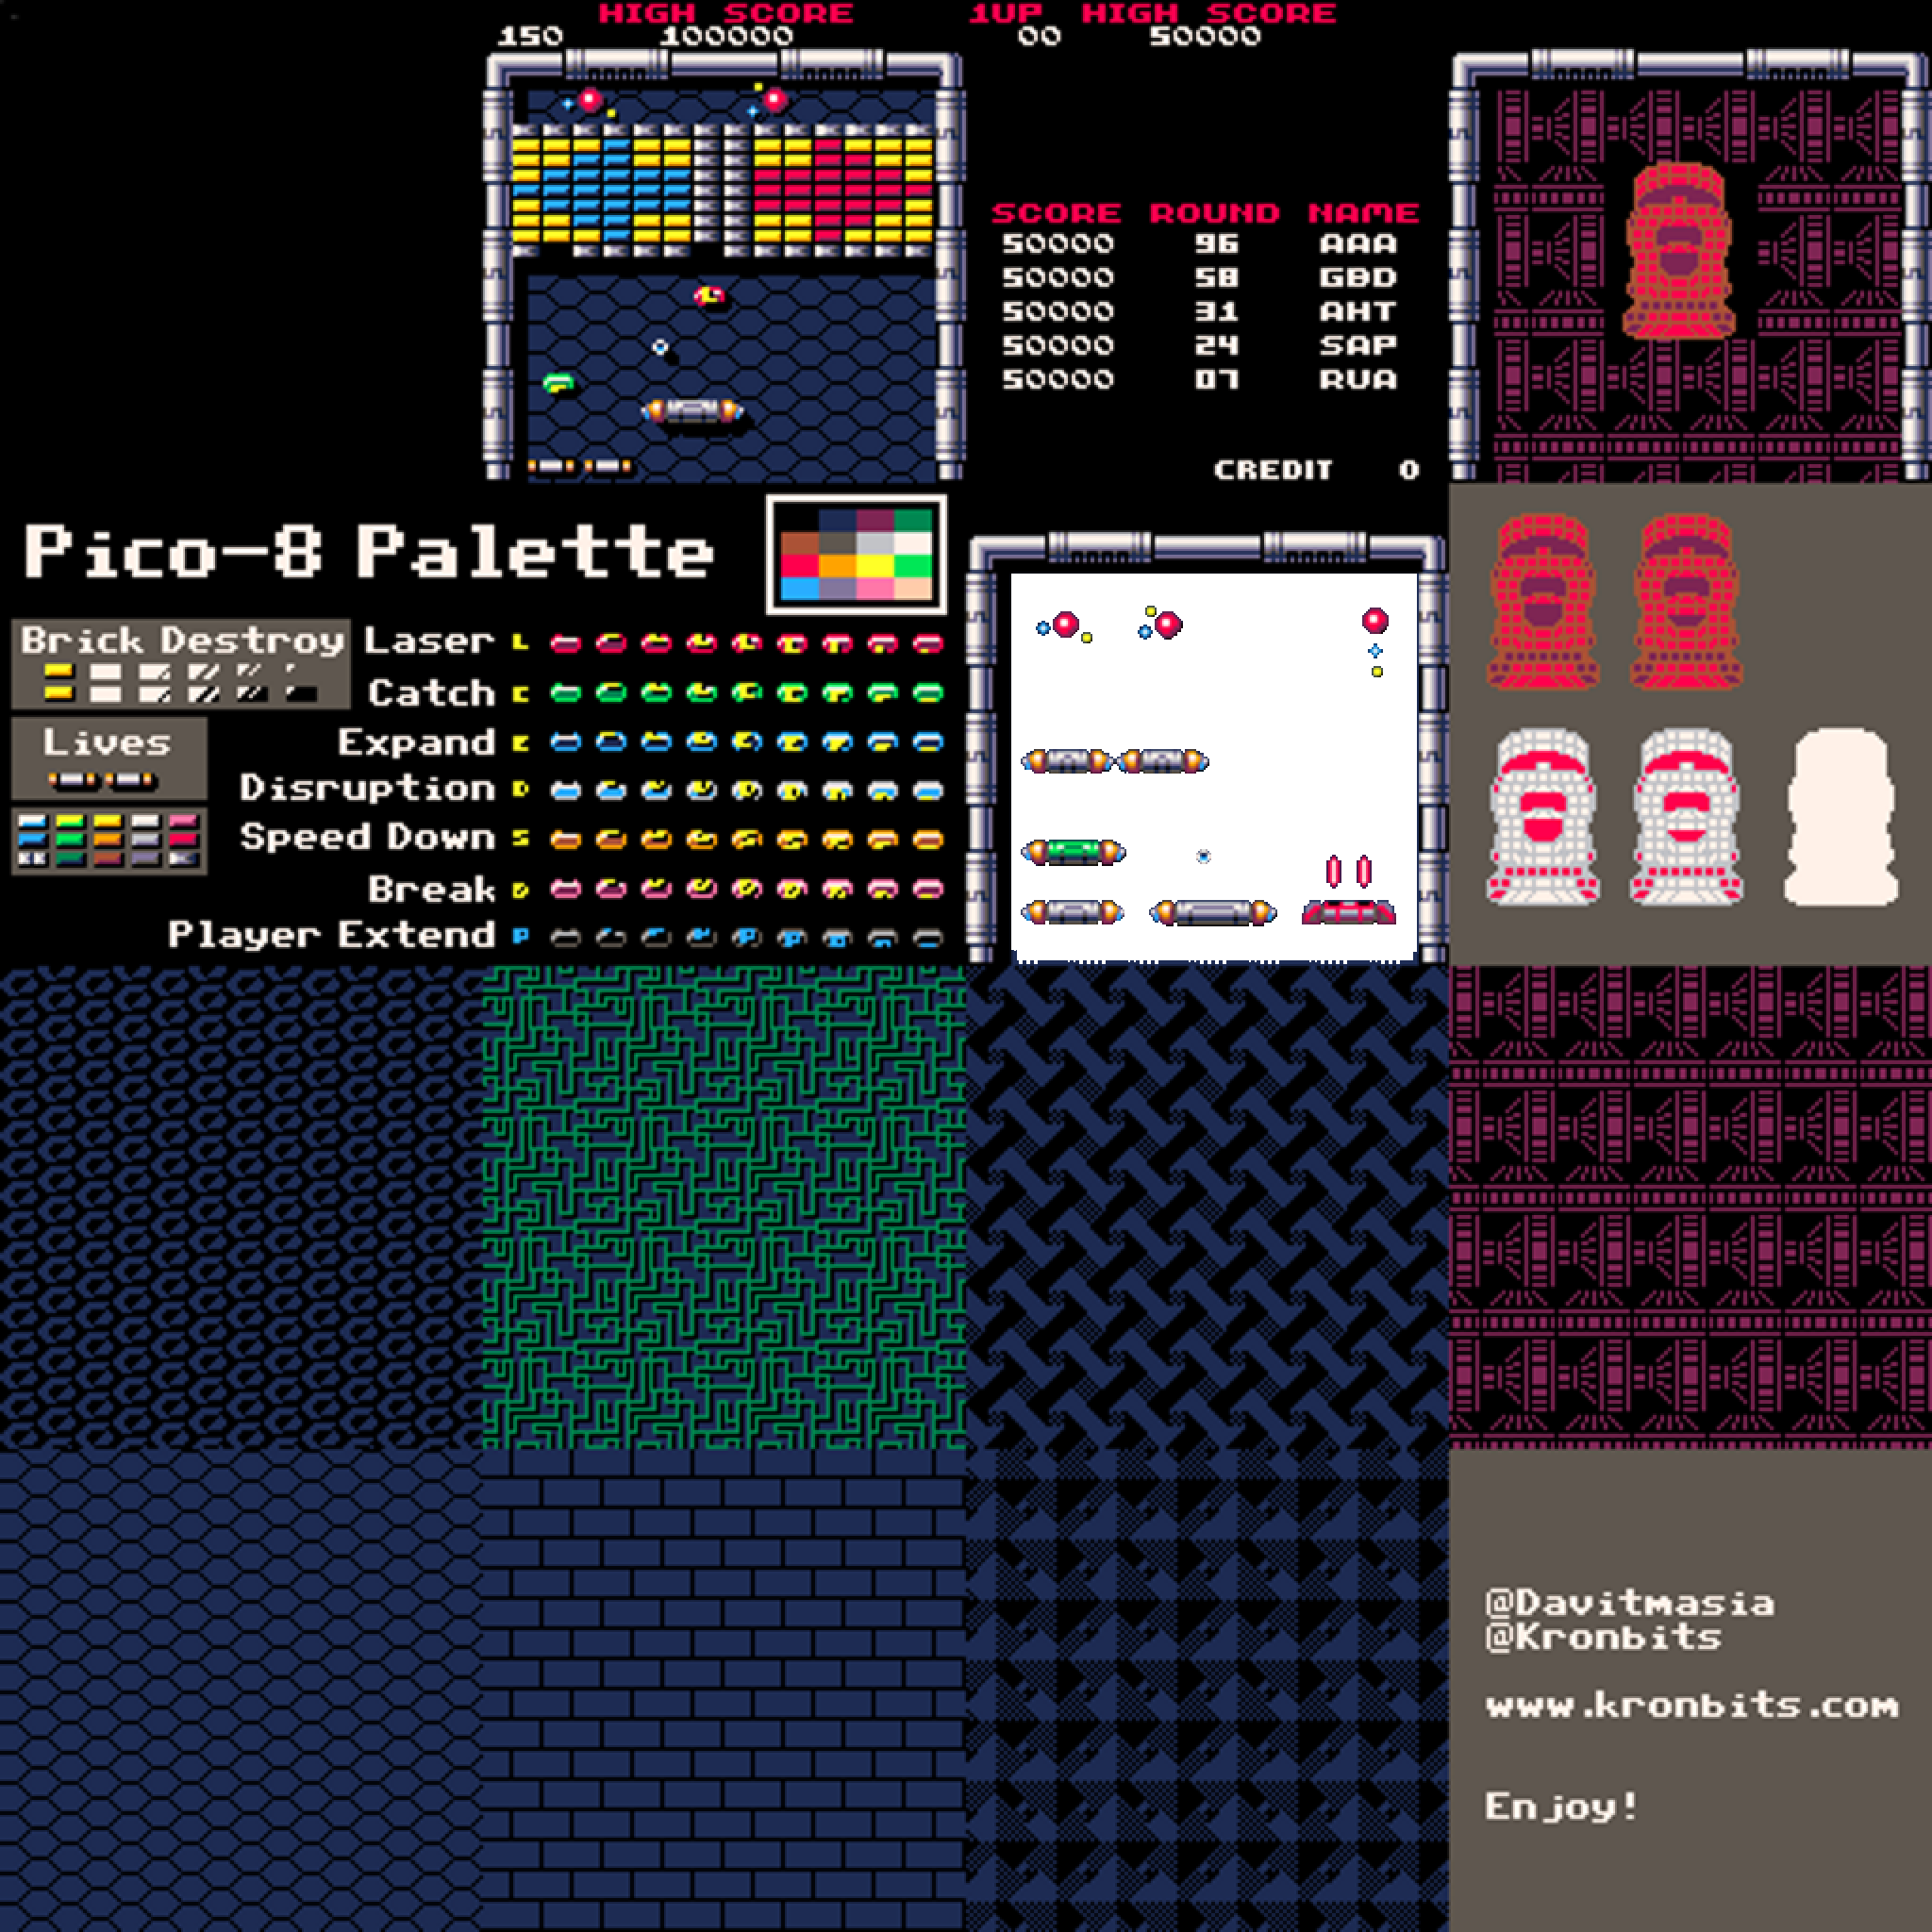 HIGH SCORE
150 100000
1UP HIGH SCORE
00 50000
SCORE ROUND NAME
50000 96 AAA
50000 58 GBD
50000 31 AHT
50000 24 SAP
50000 07 RUA
CREDIT 0
Pico-8 Palette
Brick Destroy
Lives
Laser L
Catch C
Expand E
Disruption D
Speed Down S
Break
Player Extend P
@Davitmasia
@Kronbits
www.kronbits.com
Enjoy!